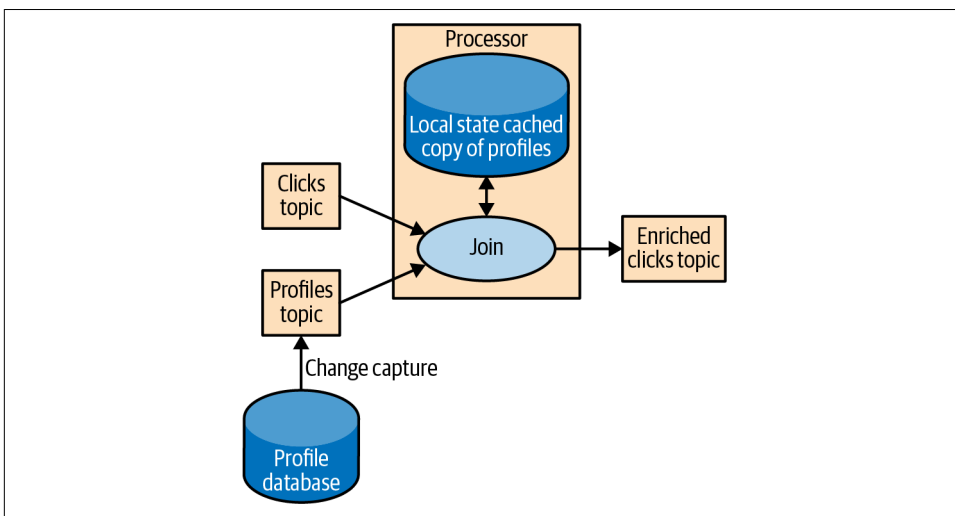 Processor
Local state cached
copy of profiles
Clicks
topic
Join
Enriched
clicks topic
Profiles
topic
Change capture
Profile
database